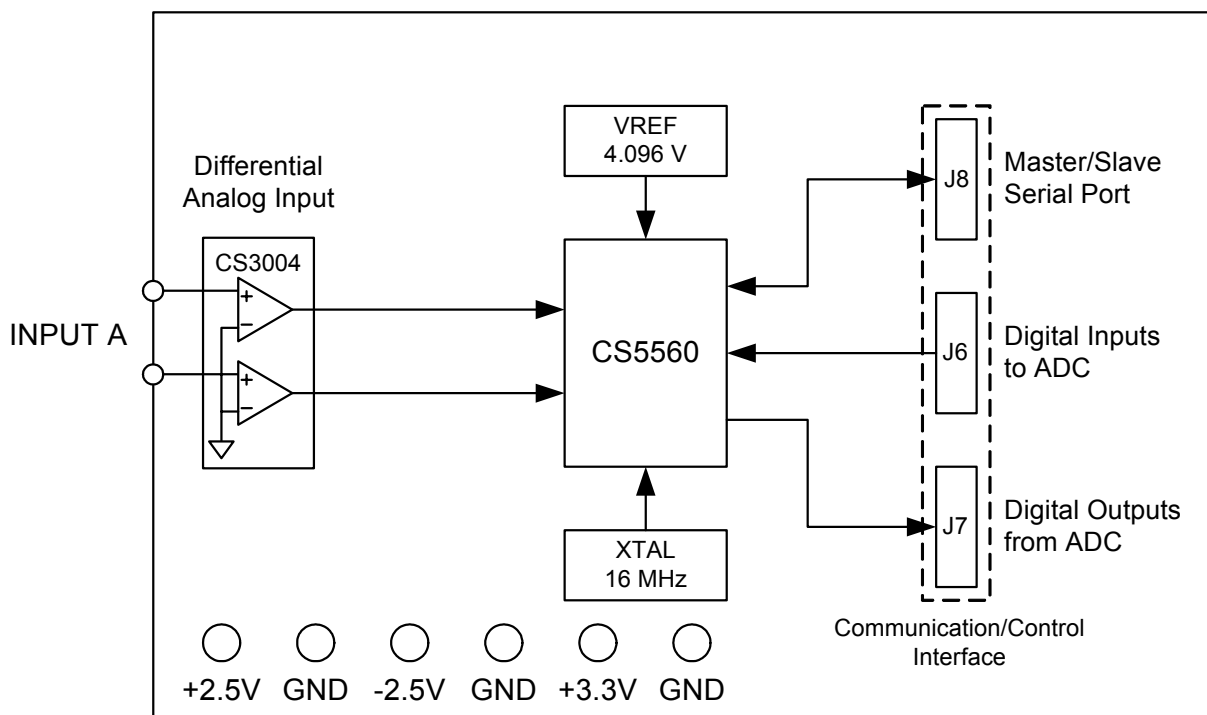 VREF
4.096 V
Differential
Analog Input
Master/Slave
Serial Port
J8
CS3004
+
−
INPUT A
CS5560
J6
Digital Inputs
to ADC
+
−
J7
Digital Outputs
from ADC
XTAL
16 MHz
Communication/Control
Interface
+2.5V GND -2.5V GND +3.3V GND